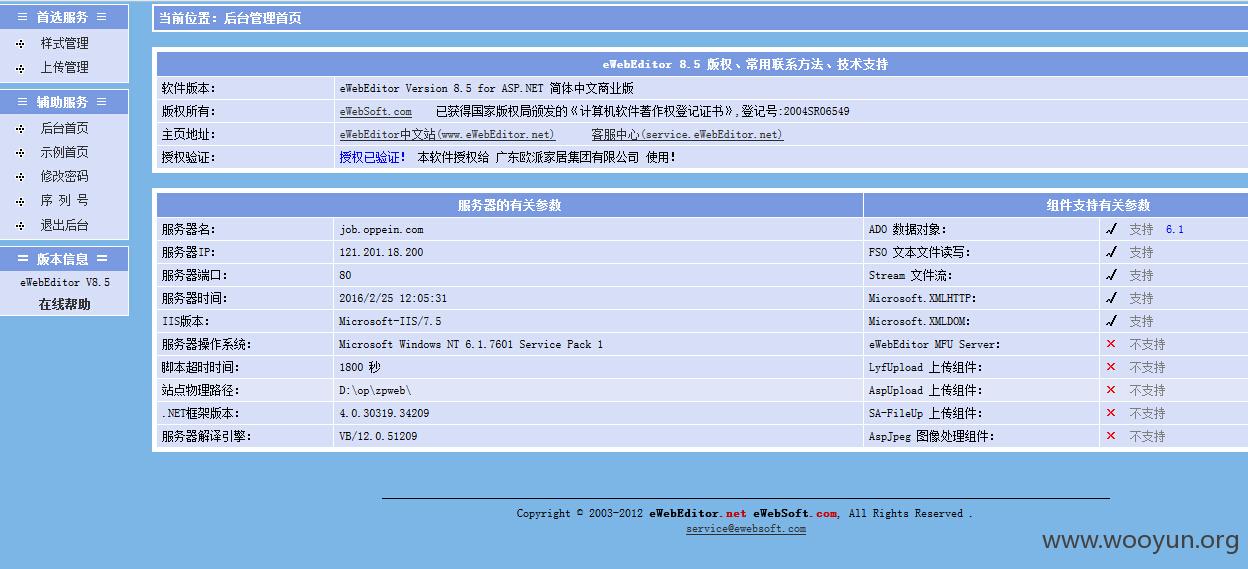 三 首选服务 三
样式管理
上传管理
三 辅助服务 三
后台首页
示例首页
修改密码
序 列 号
退出后台
三 版本信息 三
eWebEditor V8.5
在线帮助
当前位置：后台管理首页
eWebEditor 8.5 版权、常用联系方法、技术支持
软件版本： eWebEditor Version 8.5 for ASP.NET 简体中文商业版
版权所有： eWebSoft.com 已获得国家版权局颁发的《计算机软件著作权登记证书》,登记号:2004SR06549
主页地址： eWebEditor中文站(www.eWebEditor.net) 客服中心(service.eWebEditor.net)
授权验证： 授权已验证! 本软件授权给 广东欧派家居集团有限公司 使用!
服务器的有关参数 组件支持有关参数
服务器名： job.oppein.com ADO 数据对象： ✓ 支持 6.1
服务器IP： 121.201.18.200 FSO 文本文件读写： ✓ 支持
服务器端口： 80 Stream 文件流： ✓ 支持
服务器时间： 2016/2/25 12:05:31 Microsoft.XMLHTTP： ✓ 支持
IIS版本： Microsoft-IIS/7.5 Microsoft.XMLDOM： ✓ 支持
服务器操作系统： Microsoft Windows NT 6.1.7601 Service Pack 1 eWebEditor MFU Server： × 不支持
脚本超时时间： 1800 秒 LyfUpload 上传组件： × 不支持
站点物理路径： D:\op\zpweb\ AspUpload 上传组件： × 不支持
.NET框架版本： 4.0.30319.34209 SA-FileUp 上传组件： × 不支持
服务器解译引擎： VB/12.0.51209 AspJpeg 图像处理组件： × 不支持
Copyright © 2003-2012 eWebEditor.net eWebSoft.com, All Rights Reserved .
service@ewebsoft.com
www.wooyun.org